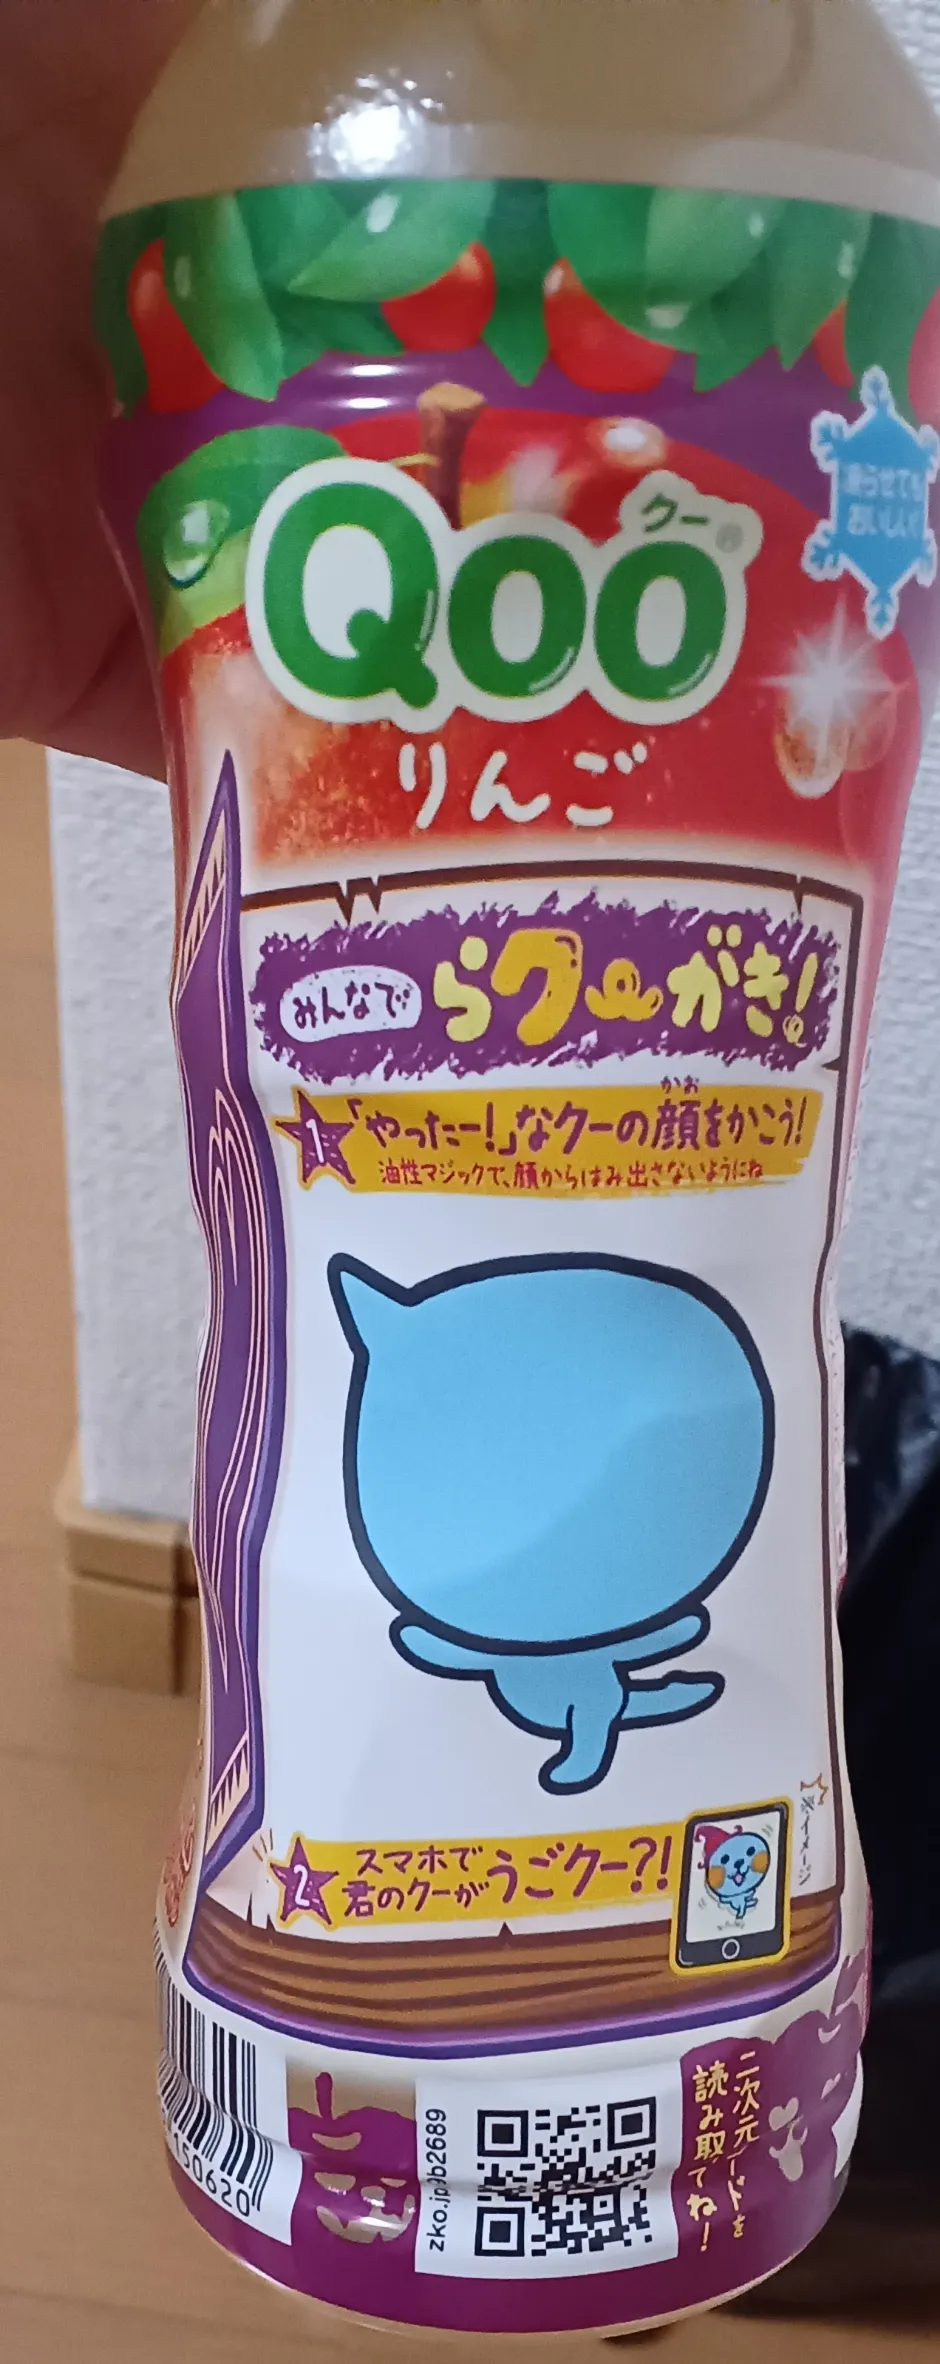 クー®
Qoo
凍らせても
おいしい!
りんご
みんなで らクーがき!
1 「やったー!」なクーの顔をかこう!
かお
油性マジックで、顔からはみ出さないようにね
2 スマホで
君のクーが うごクー?!
※イメージ
150620
zko.jp/b2689
二次元コードを
読み取ってね!